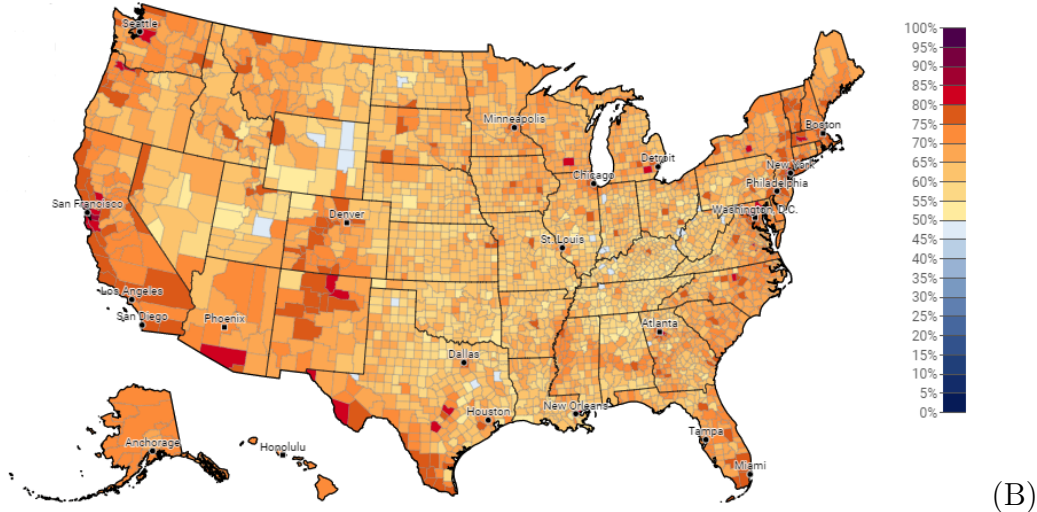 Seattle
Minneapolis
Boston
Detroit
New York
Chicago
Philadelphia
San Francisco
Denver
Washington, D.C.
St. Louis
Los Angeles
San Diego
Phoenix
Atlanta
Dallas
Houston
New Orleans
Tampa
Anchorage
Honolulu
Miami
100%
95%
90%
85%
80%
75%
70%
65%
60%
55%
50%
45%
40%
35%
30%
25%
20%
15%
10%
5%
0%
(B)